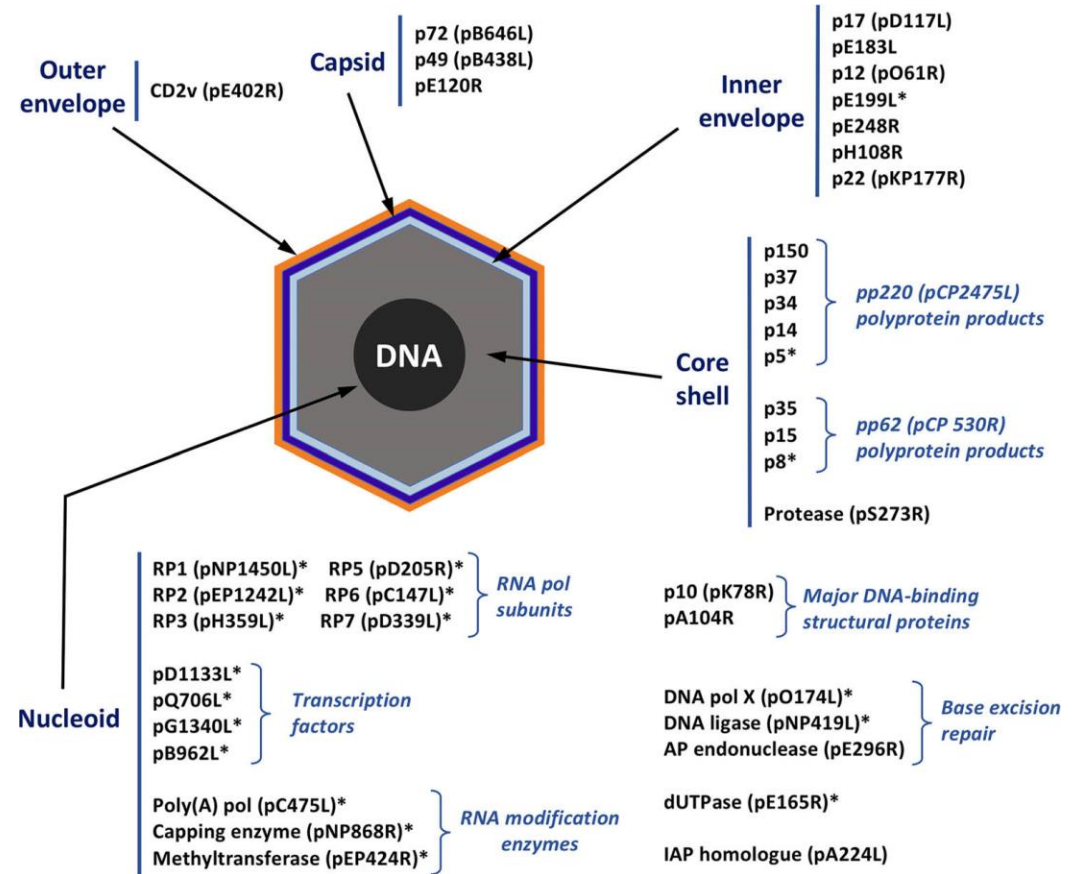 Outer
envelope
CD2v (pE402R)
Capsid
p72 (pB646L)
p49 (pB438L)
pE120R
Inner
envelope
p17 (pD117L)
pE183L
p12 (pO61R)
pE199L*
pE248R
pH108R
p22 (pKP177R)
DNA
Core
shell
p150
p37
p34
p14
p5*
pp220 (pCP2475L)
polyprotein products
p35
p15
p8*
pp62 (pCP 530R)
polyprotein products
Protease (pS273R)
Nucleoid
RP1 (pNP1450L)* RP5 (pD205R)*
RP2 (pEP1242L)* RP6 (pC147L)*
RP3 (pH359L)* RP7 (pD339L)*
RNA pol
subunits
pD1133L*
pQ706L*
pG1340L*
pB962L*
Transcription
factors
Poly(A) pol (pC475L)*
Capping enzyme (pNP868R)*
Methyltransferase (pEP424R)*
RNA modification
enzymes
p10 (pK78R)
pA104R
Major DNA-binding
structural proteins
DNA pol X (pO174L)*
DNA ligase (pNP419L)*
AP endonuclease (pE296R)
Base excision
repair
dUTPase (pE165R)*
IAP homologue (pA224L)